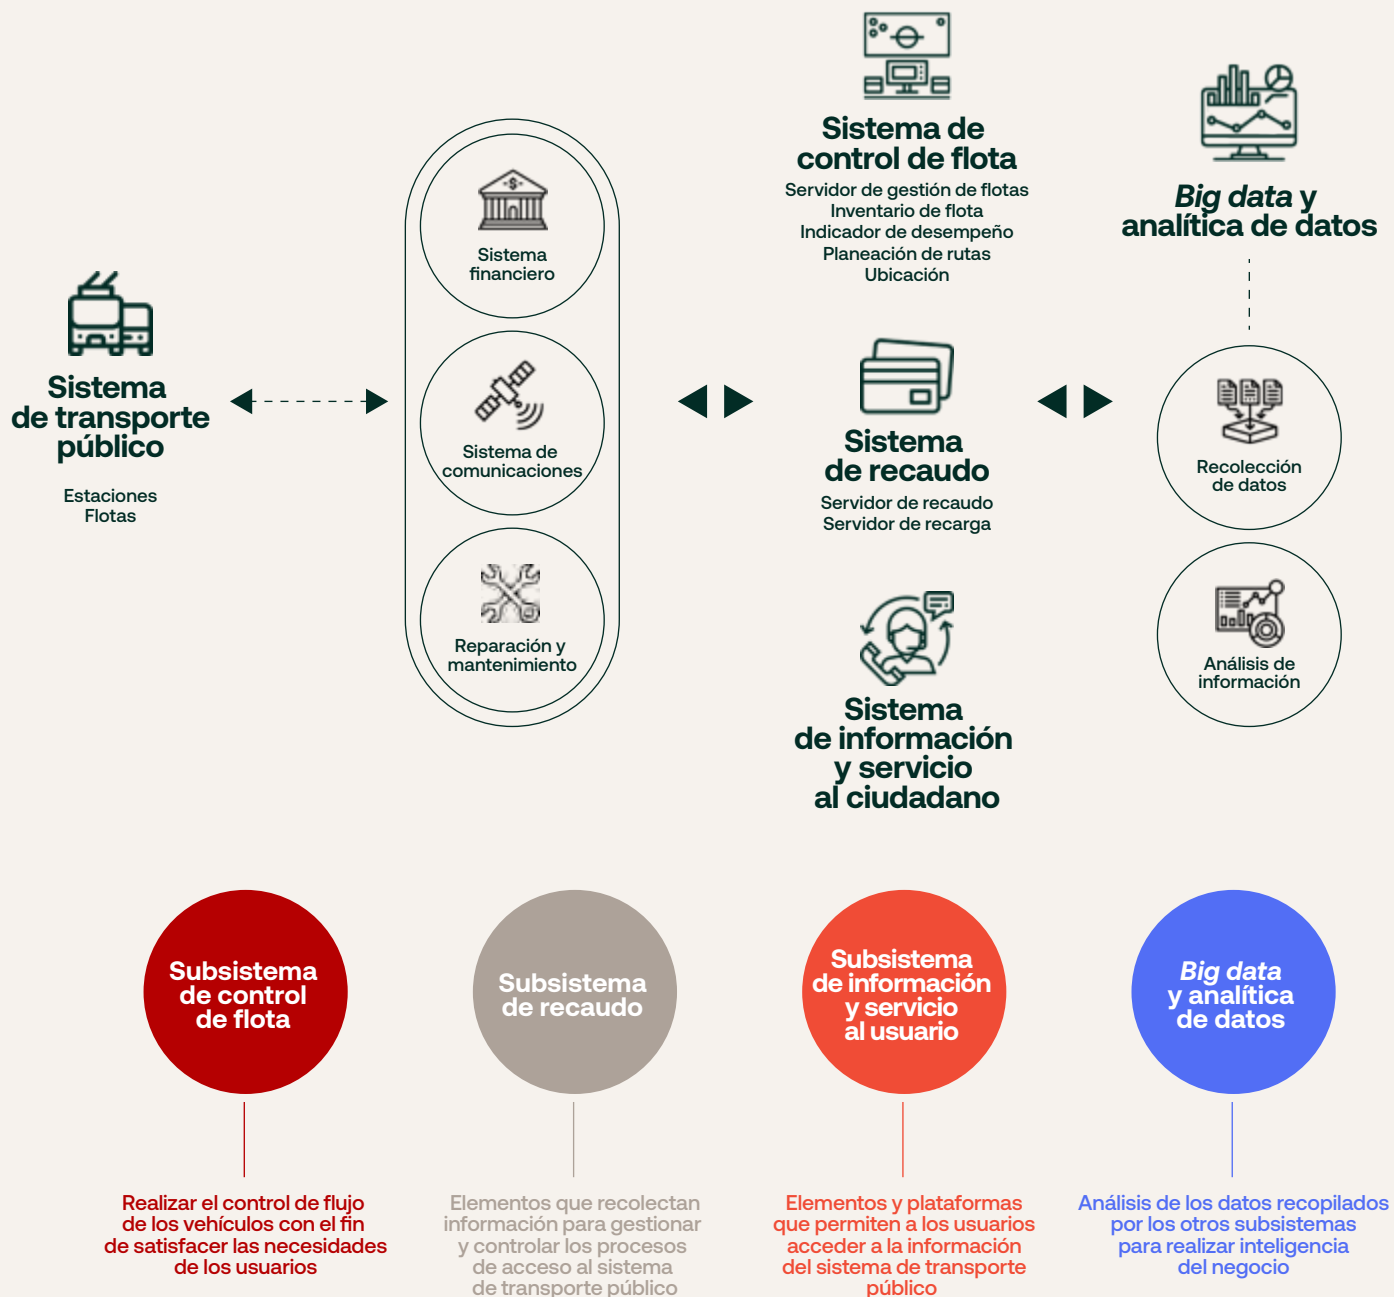 Sistema
de transporte
público
Estaciones
Flotas
Sistema
financiero
Sistema de
comunicaciones
Reparación y
mantenimiento
Sistema de
control de flota
Servidor de gestión de flotas
Inventario de flota
Indicador de desempeño
Planeación de rutas
Ubicación
Sistema
de recaudo
Servidor de recaudo
Servidor de recarga
Sistema
de información
y servicio
al ciudadano
Big data y
analítica de datos
Recolección
de datos
Análisis de
información
Subsistema
de control
de flota
Realizar el control de flujo
de los vehículos con el fin
de satisfacer las necesidades
de los usuarios
Subsistema
de recaudo
Elementos que recolectan
información para gestionar
y controlar los procesos
de acceso al sistema
de transporte público
Subsistema
de información
y servicio
al usuario
Elementos y plataformas
que permiten a los usuarios
acceder a la información
del sistema de transporte
público
Big data
y analítica
de datos
Análisis de los datos recopilados
por los otros subsistemas
para realizar inteligencia
del negocio